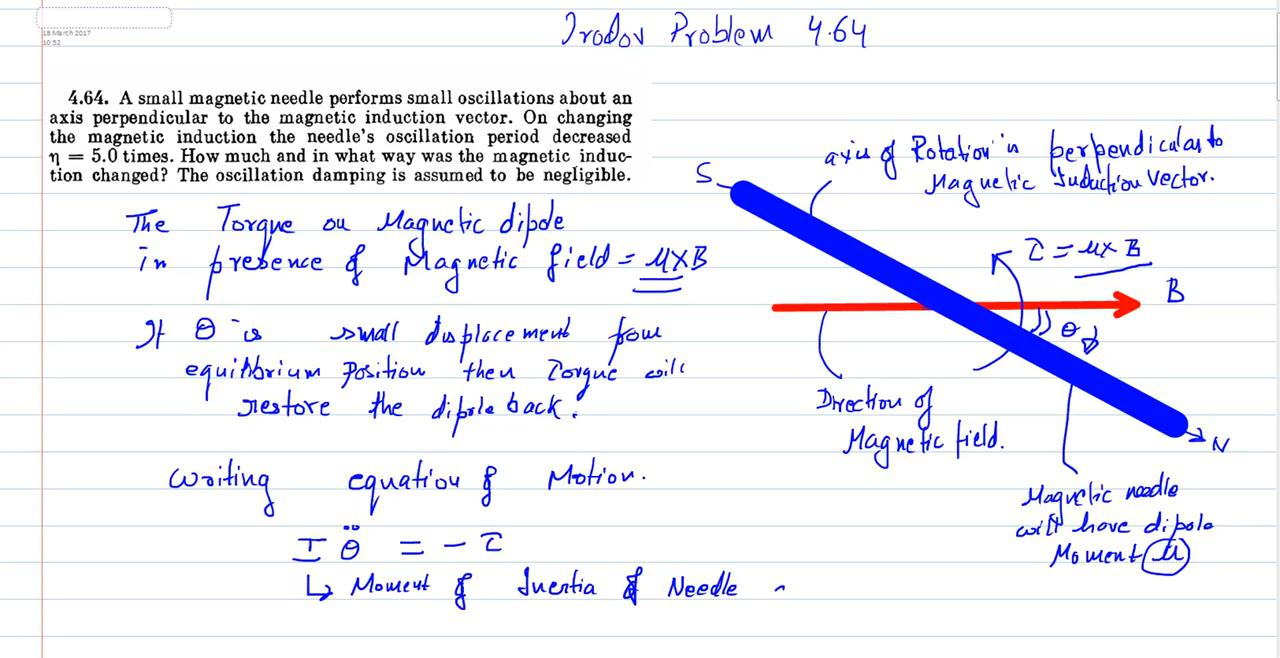 18 March 2017
10:52
Irodov Problem 4.64
4.64. A small magnetic needle performs small oscillations about an
axis perpendicular to the magnetic induction vector. On changing
the magnetic induction the needle's oscillation period decreased
η = 5.0 times. How much and in what way was the magnetic induc-
tion changed? The oscillation damping is assumed to be negligible.
The Torque on Magnetic dipole
in presence of Magnetic field = μ×B
If θ is small displacement from
equilibrium Position then Torque will
restore the dipole back.
Writing equation of Motion.
I θ̈ = - τ
↳ Moment of Inertia of Needle
axis of Rotation is perpendicular to
Magnetic Induction Vector.
S
τ = μ × B
B
θ
Direction of
Magnetic field.
N
Magnetic needle
will have dipole
Moment μ